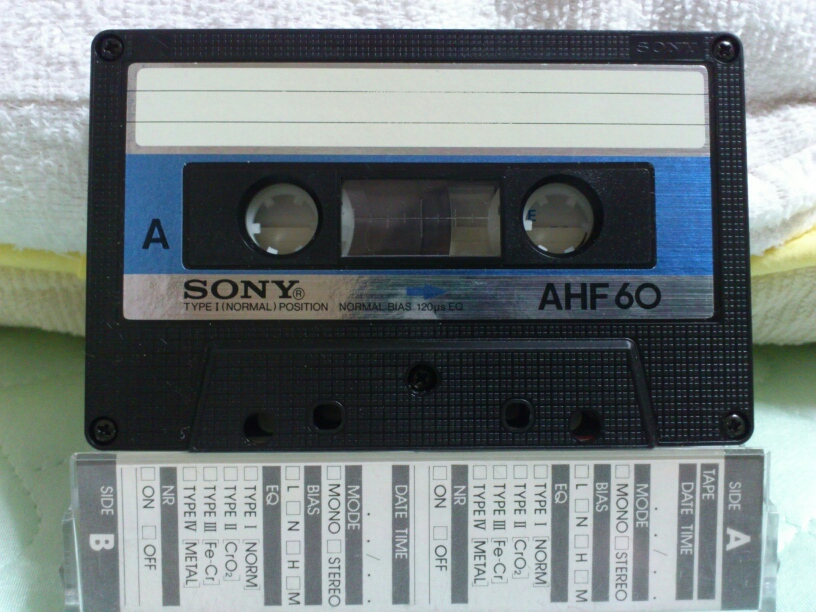 SONY
A
SONY®
TYPE I (NORMAL) POSITION NORMAL BIAS 120μs EQ
AHF 60
E
SIDE A
TAPE
DATE TIME
. . / :
MODE
□ MONO □ STEREO
BIAS
□ L □ N □ H □ M
EQ
□ TYPE I [NORM]
□ TYPE II [CrO₂]
□ TYPE III [Fe-Cr]
□ TYPE IV [METAL]
NR
□ ON □ OFF
DATE TIME
. . / :
MODE
□ MONO □ STEREO
BIAS
□ L □ N □ H □ M
EQ
□ TYPE I [NORM]
□ TYPE II [CrO₂]
□ TYPE III [Fe-Cr]
□ TYPE IV [METAL]
NR
□ ON □ OFF
SIDE B